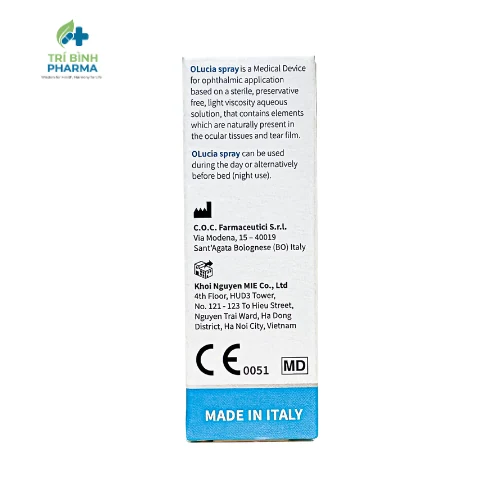 TRÍ BÌNH
PHARMA
OLucia spray is a Medical Device
for ophthalmic application
based on a sterile, preservative
free, light viscosity aqueous
solution, that contains elements
which are naturally present in
the ocular tissues and tear film.
OLucia spray can be used
during the day or alternatively
before bed (night use).
C.O.C. Farmaceutici S.r.l.
Via Modena, 15 – 40019
Sant'Agata Bolognese (BO) Italy
Khoi Nguyen MIE Co., Ltd
4th Floor, HUD3 Tower,
No. 121 - 123 To Hieu Street,
Nguyen Trai Ward, Ha Dong
District, Ha Noi City, Vietnam
CE 0051 MD
MADE IN ITALY